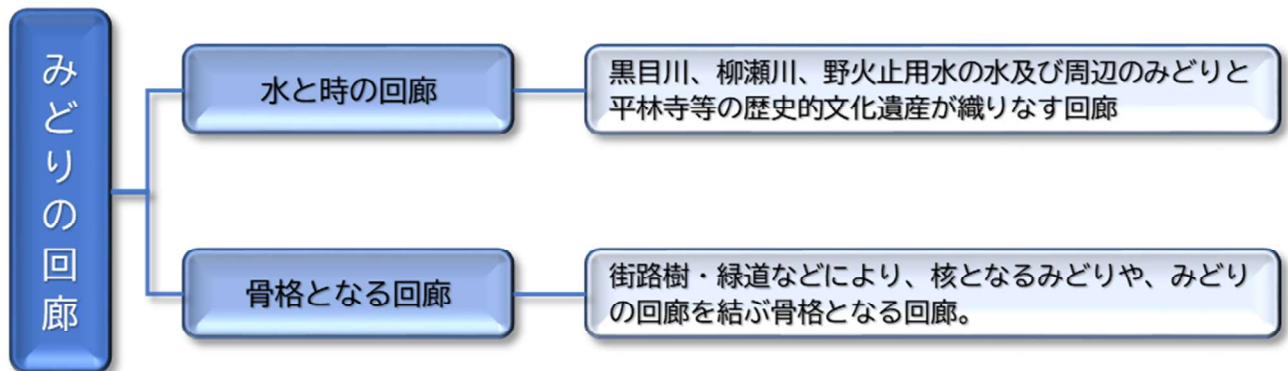 みどりの回廊
水と時の回廊
黒目川、柳瀬川、野火止用水の水及び周辺のみどりと
平林寺等の歴史的文化遺産が織りなす回廊
骨格となる回廊
街路樹・緑道などにより、核となるみどりや、みどり
の回廊を結ぶ骨格となる回廊。